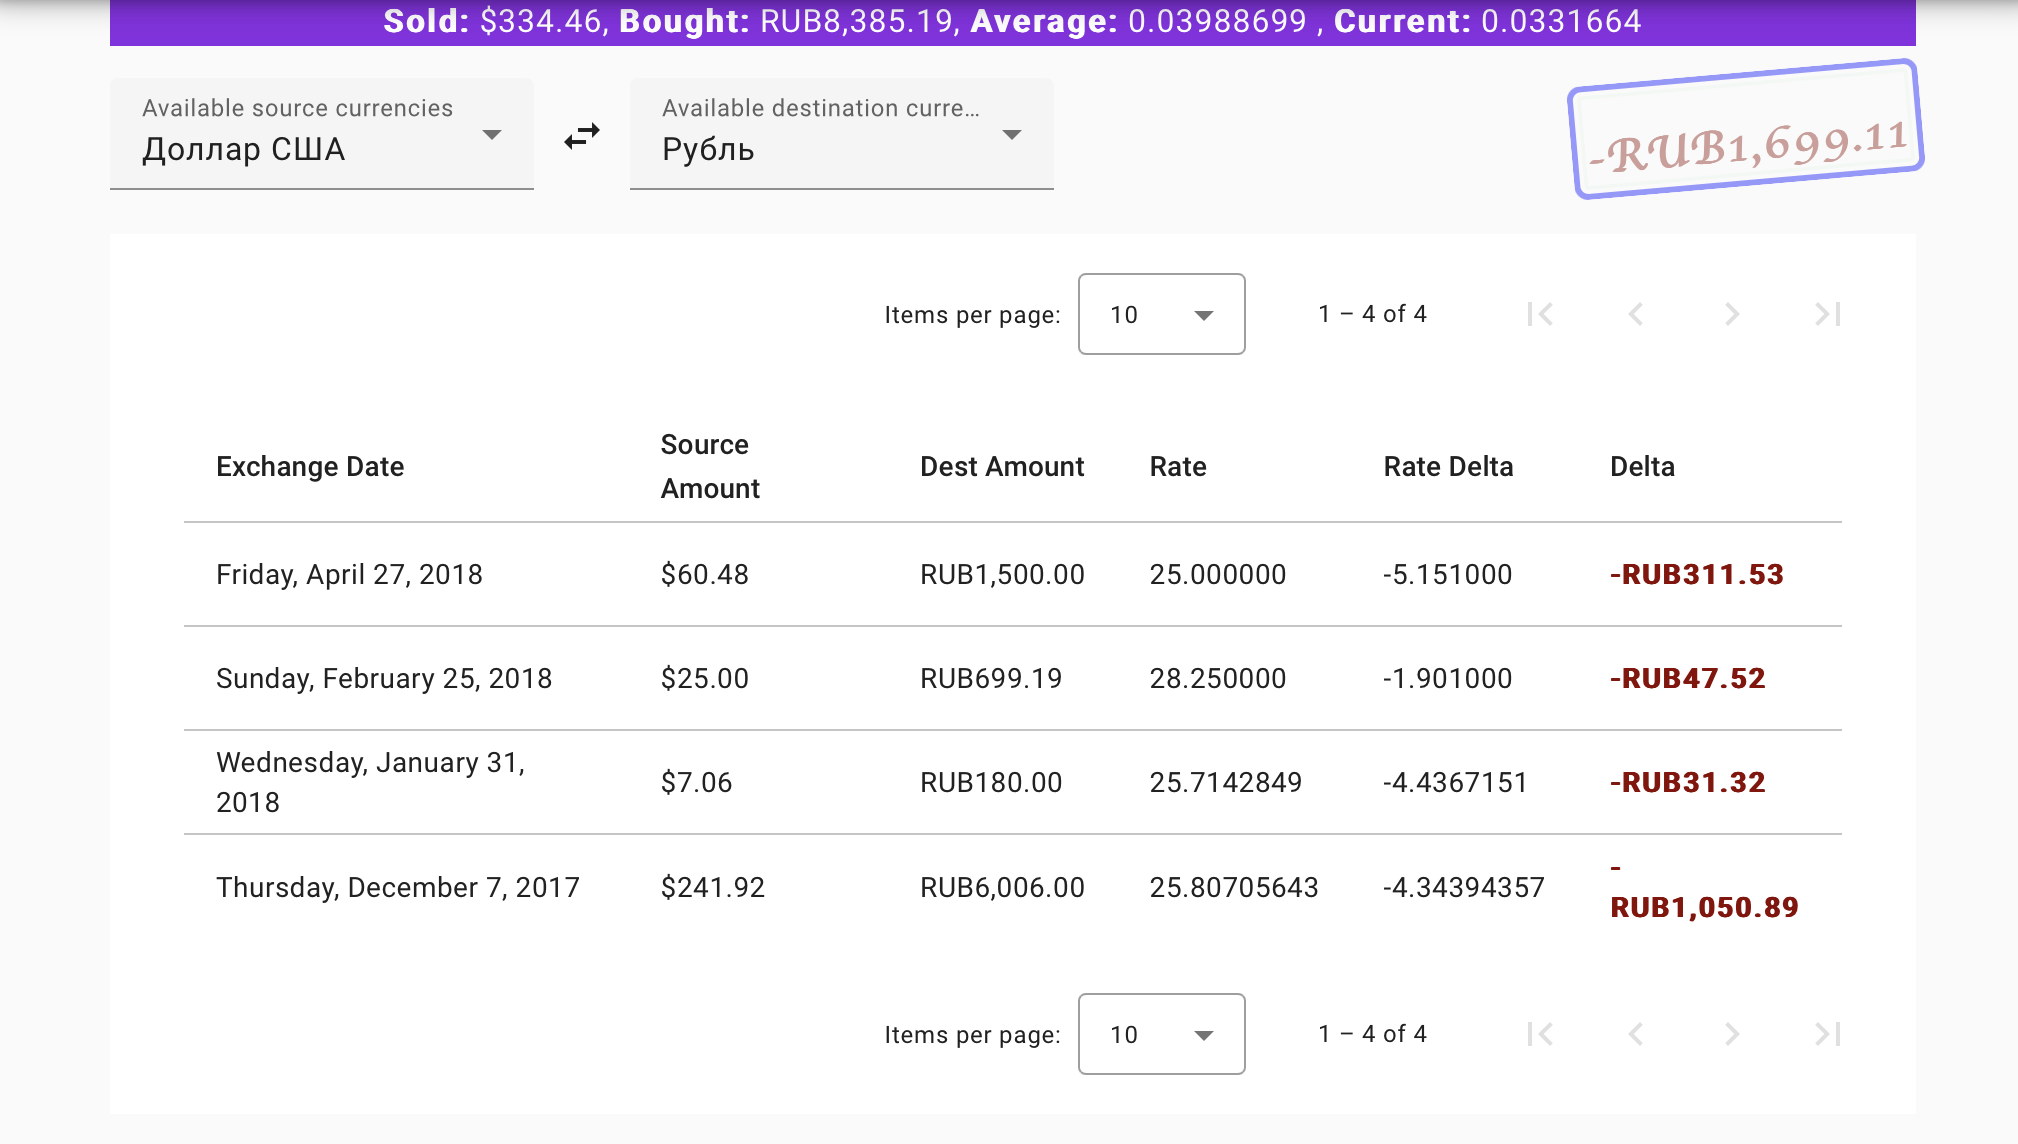 Sold: $334.46, Bought: RUB8,385.19, Average: 0.03988699 , Current: 0.0331664
Available source currencies
Доллар США
Available destination curre...
Рубль
-RUB1,699.11
Items per page: 10 1 – 4 of 4
Exchange Date Source Amount Dest Amount Rate Rate Delta Delta
Friday, April 27, 2018 $60.48 RUB1,500.00 25.000000 -5.151000 -RUB311.53
Sunday, February 25, 2018 $25.00 RUB699.19 28.250000 -1.901000 -RUB47.52
Wednesday, January 31, 2018 $7.06 RUB180.00 25.7142849 -4.4367151 -RUB31.32
Thursday, December 7, 2017 $241.92 RUB6,006.00 25.80705643 -4.34394357 -RUB1,050.89
Items per page: 10 1 – 4 of 4